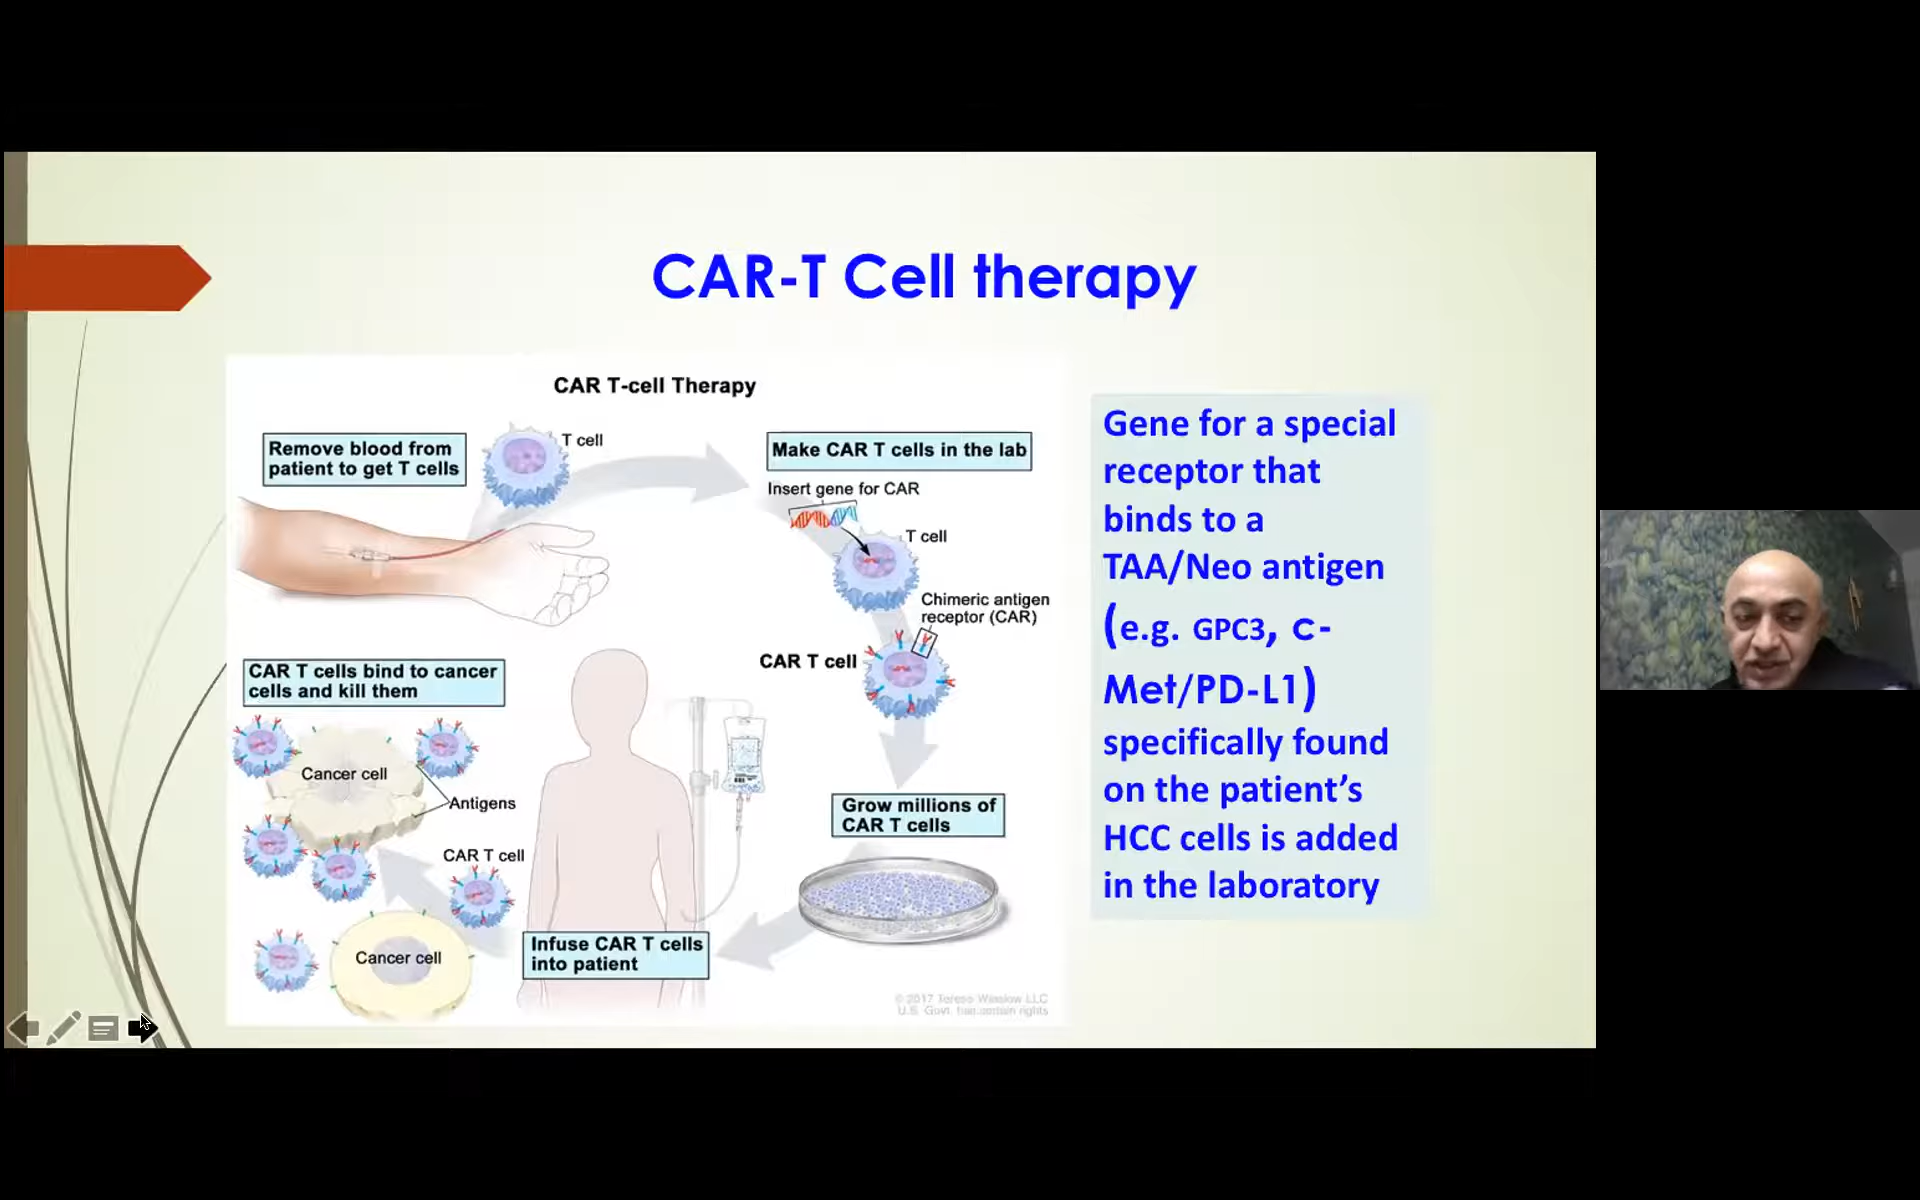 CAR-T Cell therapy
CAR T-cell Therapy
Remove blood from
patient to get T cells
T cell
Make CAR T cells in the lab
Insert gene for CAR
T cell
Chimeric antigen
receptor (CAR)
CAR T cell
Grow millions of
CAR T cells
Infuse CAR T cells
into patient
CAR T cells bind to cancer
cells and kill them
Cancer cell
Antigens
CAR T cell
Cancer cell
© 2017 Terese Winslow LLC
U.S. Govt. has certain rights
Gene for a special
receptor that
binds to a
TAA/Neo antigen
(e.g. GPC3, c-
Met/PD-L1)
specifically found
on the patient's
HCC cells is added
in the laboratory